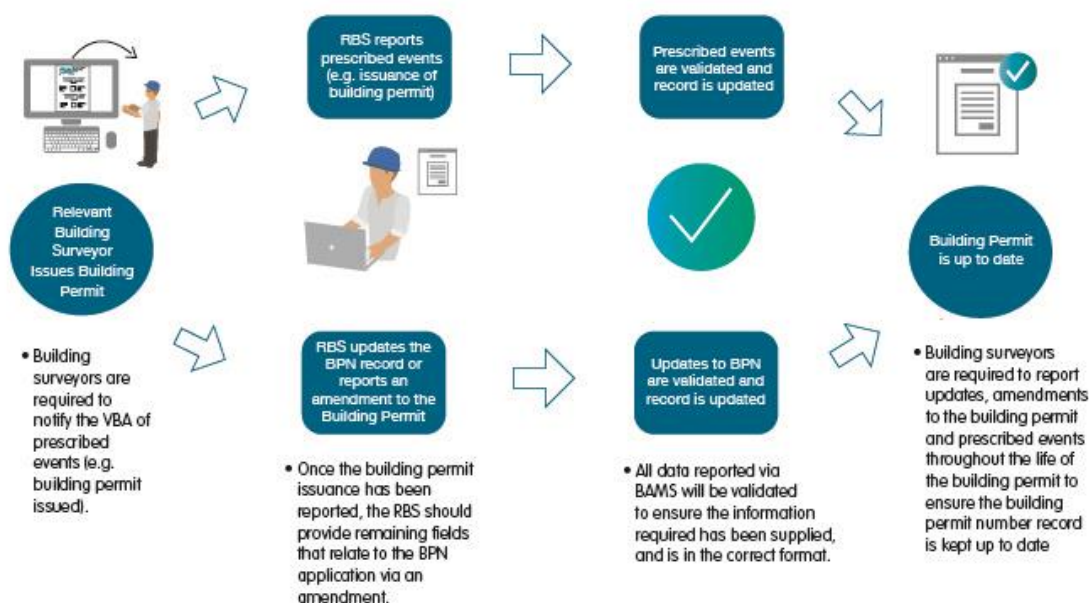 RBS reports
prescribed events
(e.g. issuance of
building permit)
Prescribed events
are validated and
record is updated
Relevant
Building
Surveyor
Issues Building
Permit
Building Permit
is up to date
• Building
surveyors are
required to
notify the VBA of
prescribed
events (e.g.
building permit
issued).
RBS updates the
BPN record or
reports an
amendment to the
Building Permit
• Once the building permit
issuance has been
reported, the RBS should
provide remaining fields
that relate to the BPN
application via an
amendment.
Updates to BPN
are validated and
record is updated
• All data reported via
BAMS will be validated
to ensure the information
required has been supplied,
and is in the correct format.
• Building surveyors
are required to report
updates, amendments
to the building permit
and prescribed events
throughout the life of
the building permit to
ensure the building
permit number record
is kept up to date